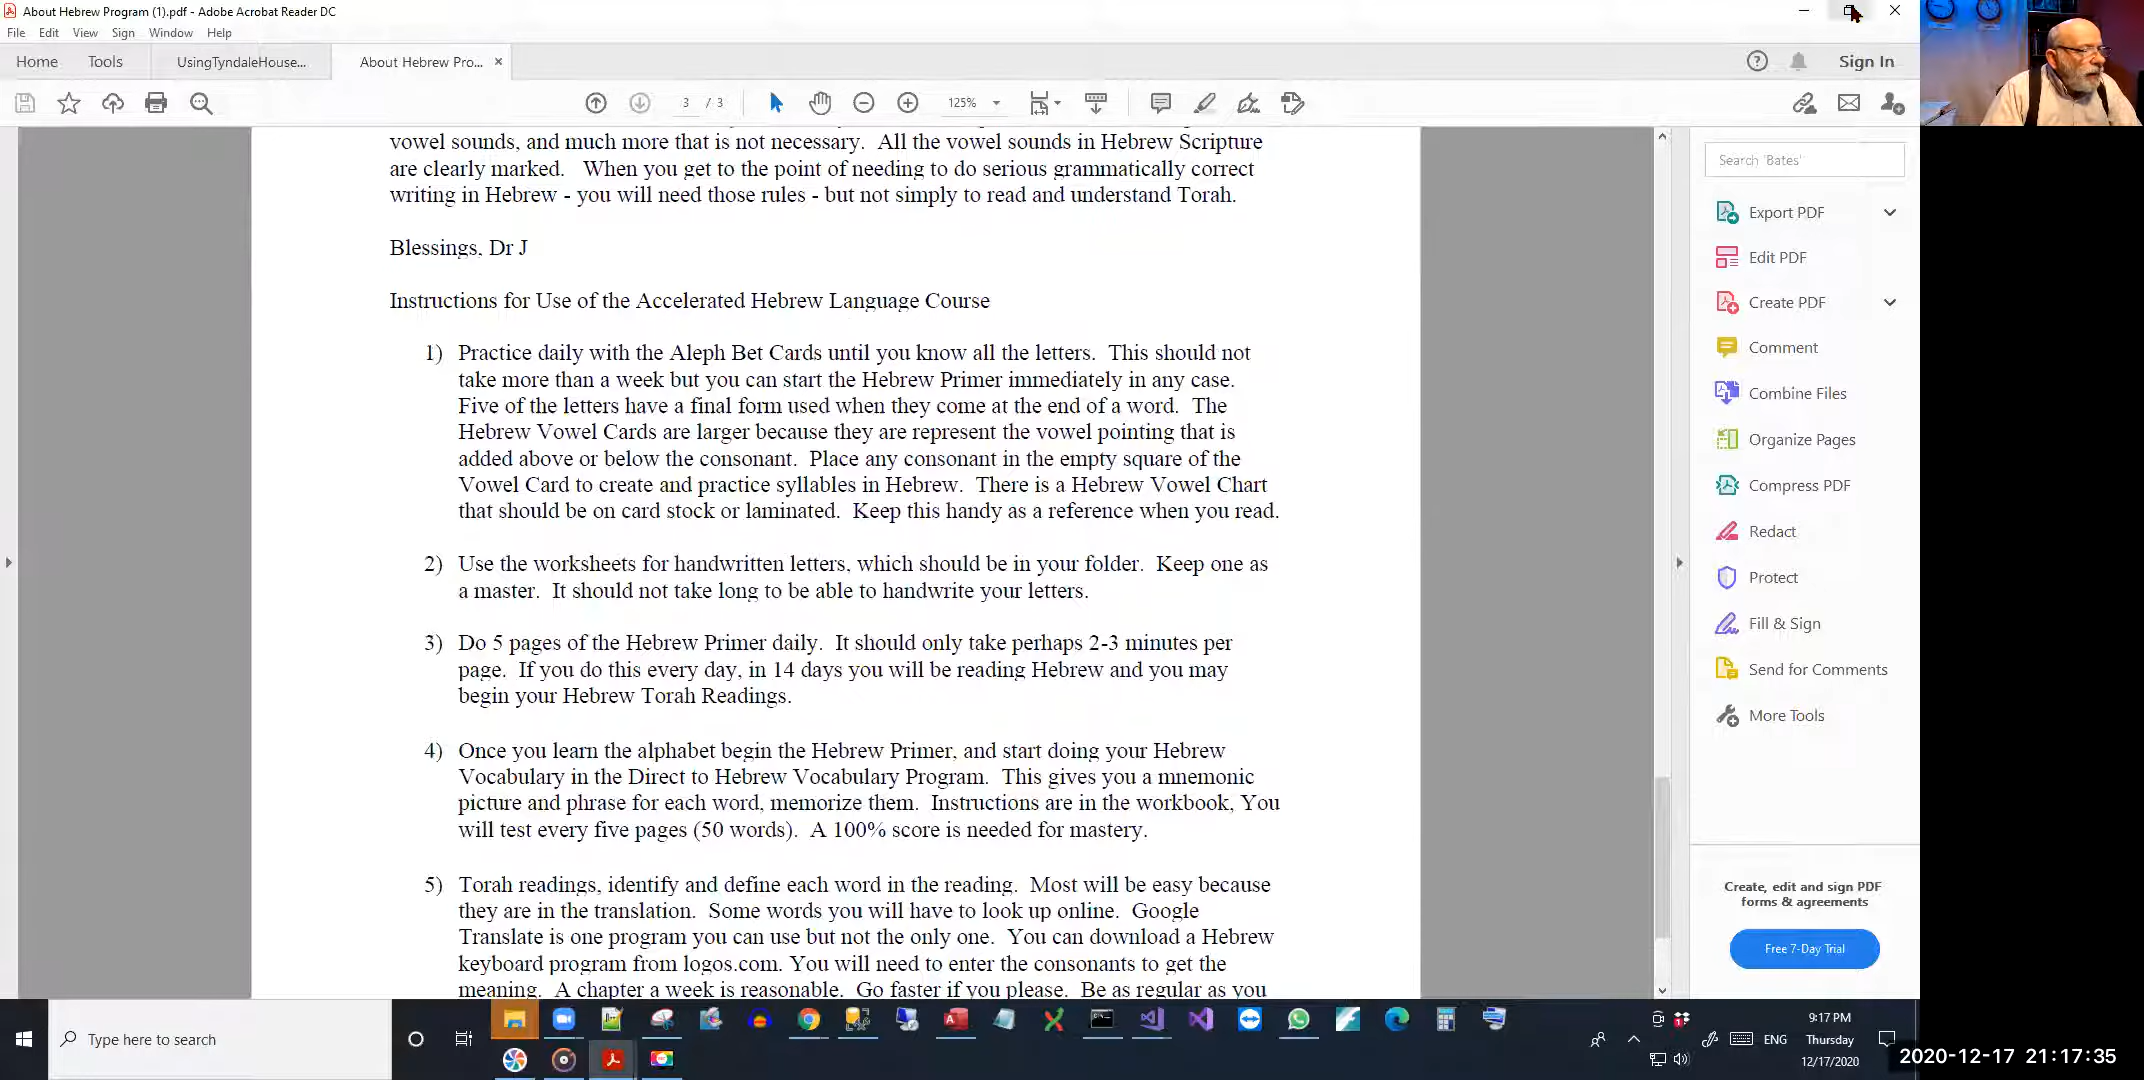 About Hebrew Program (1).pdf - Adobe Acrobat Reader DC
File Edit View Sign Window Help
Home Tools UsingTyndaleHouse... About Hebrew Pro... ×
Sign In
3 / 3 125%
vowel sounds, and much more that is not necessary. All the vowel sounds in Hebrew Scripture
are clearly marked. When you get to the point of needing to do serious grammatically correct
writing in Hebrew - you will need those rules - but not simply to read and understand Torah.
Blessings, Dr J
Instructions for Use of the Accelerated Hebrew Language Course
1) Practice daily with the Aleph Bet Cards until you know all the letters. This should not
take more than a week but you can start the Hebrew Primer immediately in any case.
Five of the letters have a final form used when they come at the end of a word. The
Hebrew Vowel Cards are larger because they are represent the vowel pointing that is
added above or below the consonant. Place any consonant in the empty square of the
Vowel Card to create and practice syllables in Hebrew. There is a Hebrew Vowel Chart
that should be on card stock or laminated. Keep this handy as a reference when you read.
2) Use the worksheets for handwritten letters, which should be in your folder. Keep one as
a master. It should not take long to be able to handwrite your letters.
3) Do 5 pages of the Hebrew Primer daily. It should only take perhaps 2-3 minutes per
page. If you do this every day, in 14 days you will be reading Hebrew and you may
begin your Hebrew Torah Readings.
4) Once you learn the alphabet begin the Hebrew Primer, and start doing your Hebrew
Vocabulary in the Direct to Hebrew Vocabulary Program. This gives you a mnemonic
picture and phrase for each word, memorize them. Instructions are in the workbook, You
will test every five pages (50 words). A 100% score is needed for mastery.
5) Torah readings, identify and define each word in the reading. Most will be easy because
they are in the translation. Some words you will have to look up online. Google
Translate is one program you can use but not the only one. You can download a Hebrew
keyboard program from logos.com. You will need to enter the consonants to get the
meaning. A chapter a week is reasonable. Go faster if you please. Be as regular as you
Search 'Bates'
Export PDF
Edit PDF
Create PDF
Comment
Combine Files
Organize Pages
Compress PDF
Redact
Protect
Fill & Sign
Send for Comments
More Tools
Create, edit and sign PDF
forms & agreements
Free 7-Day Trial
Type here to search
ENG
9:17 PM
Thursday
12/17/2020
2020-12-17 21:17:35